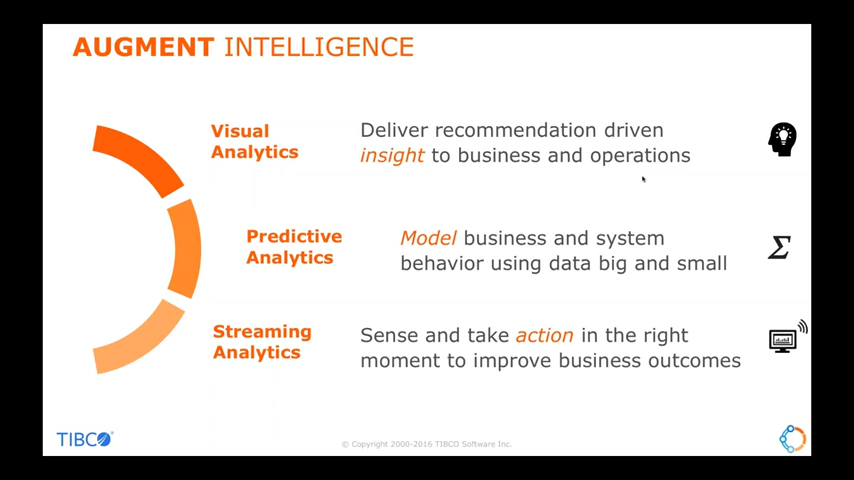 AUGMENT INTELLIGENCE
Visual
Analytics
Deliver recommendation driven
insight to business and operations
Predictive
Analytics
Model business and system
behavior using data big and small
Σ
Streaming
Analytics
Sense and take action in the right
moment to improve business outcomes
TIBCO®
© Copyright 2000-2016 TIBCO Software Inc.